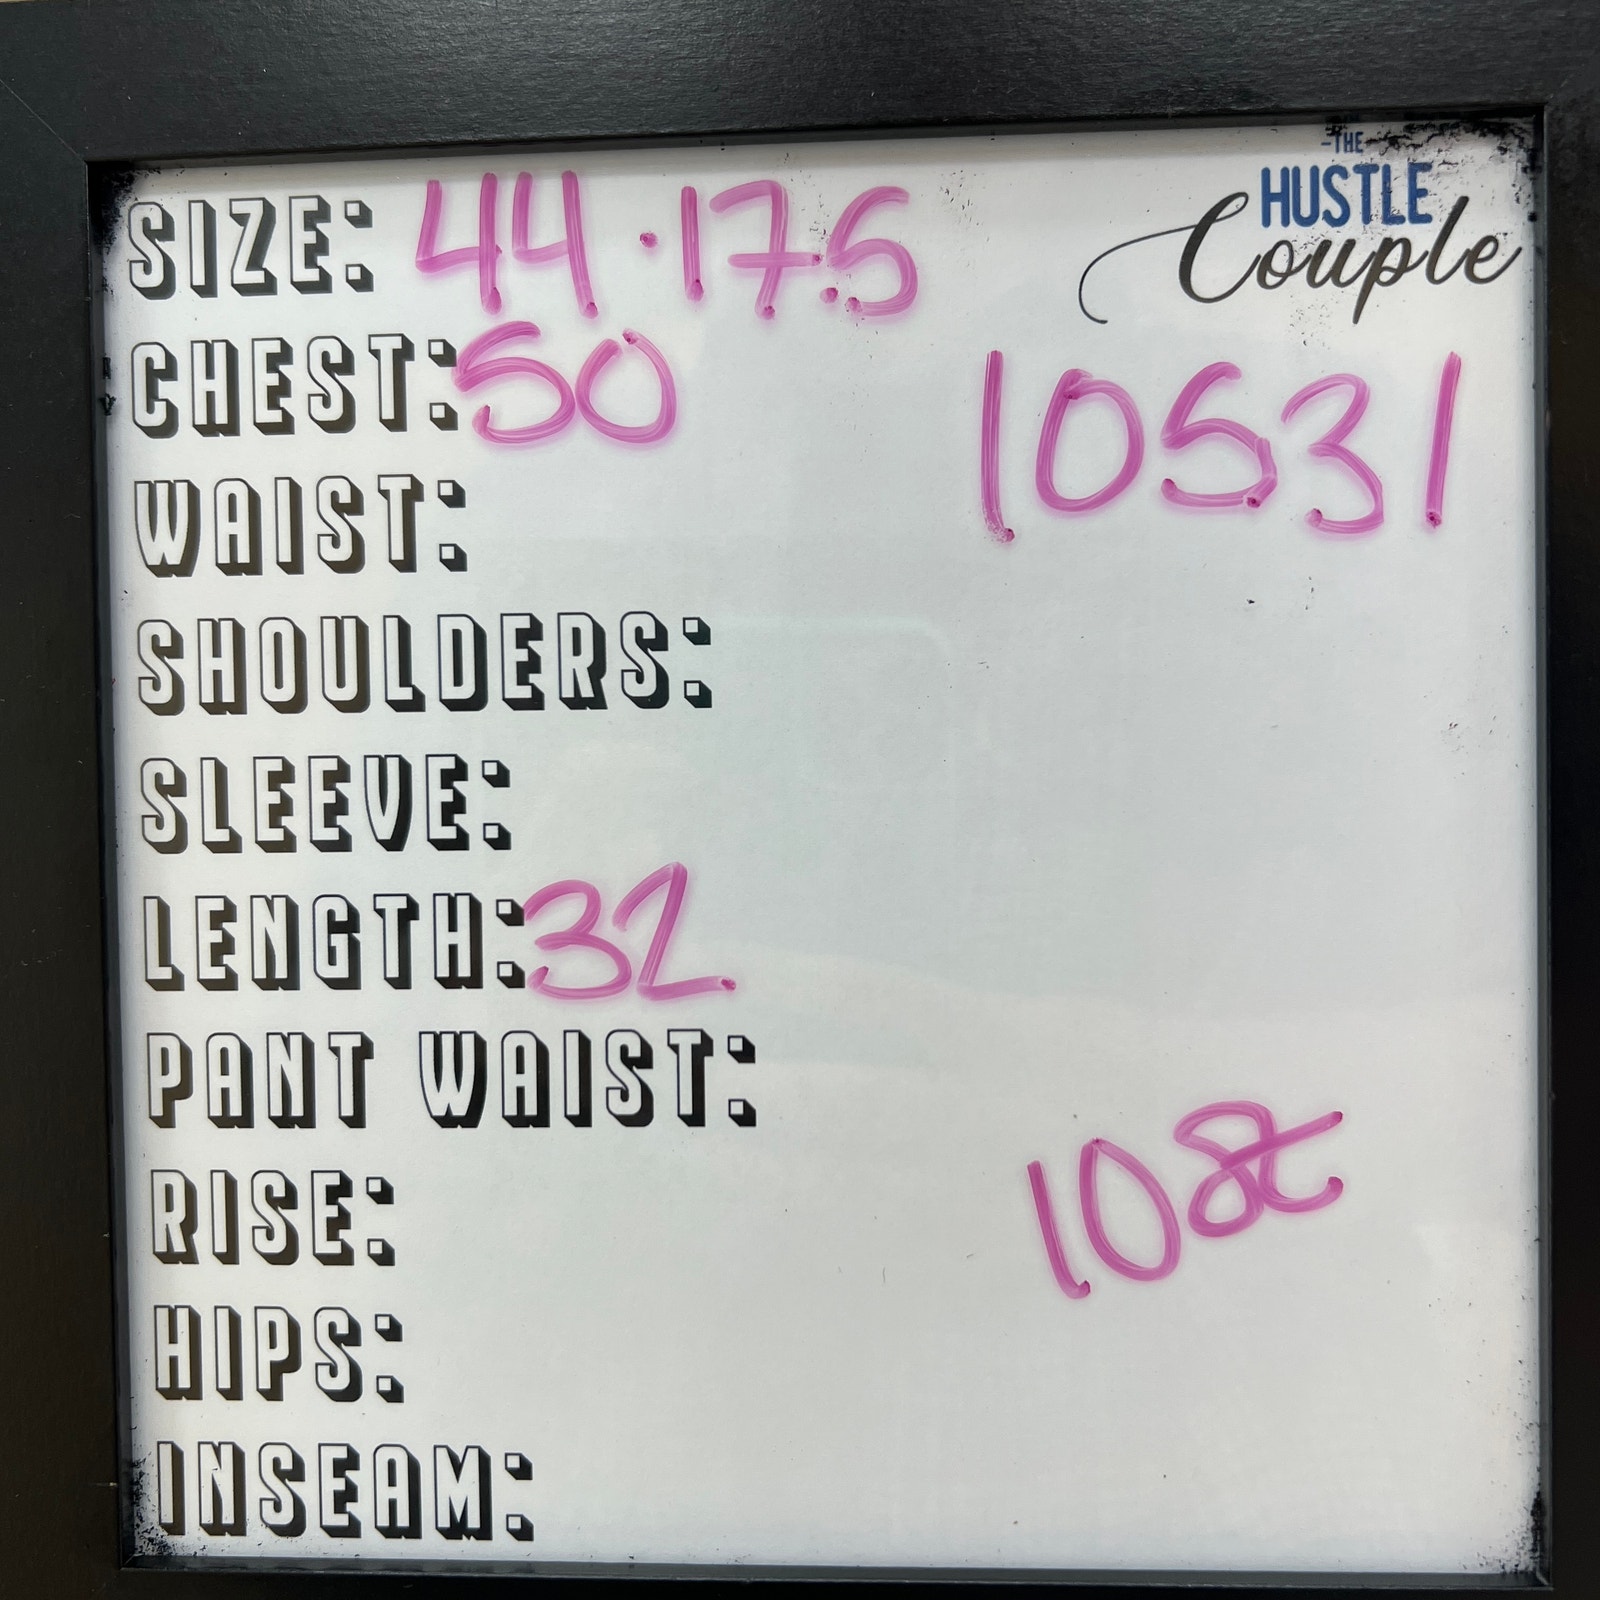 -THE
HUSTLE
Couple
SIZE: 44·17.5
CHEST: 50
10531
WAIST:
SHOULDERS:
SLEEVE:
LENGTH: 32
PANT WAIST:
RISE:
HIPS:
INSEAM: